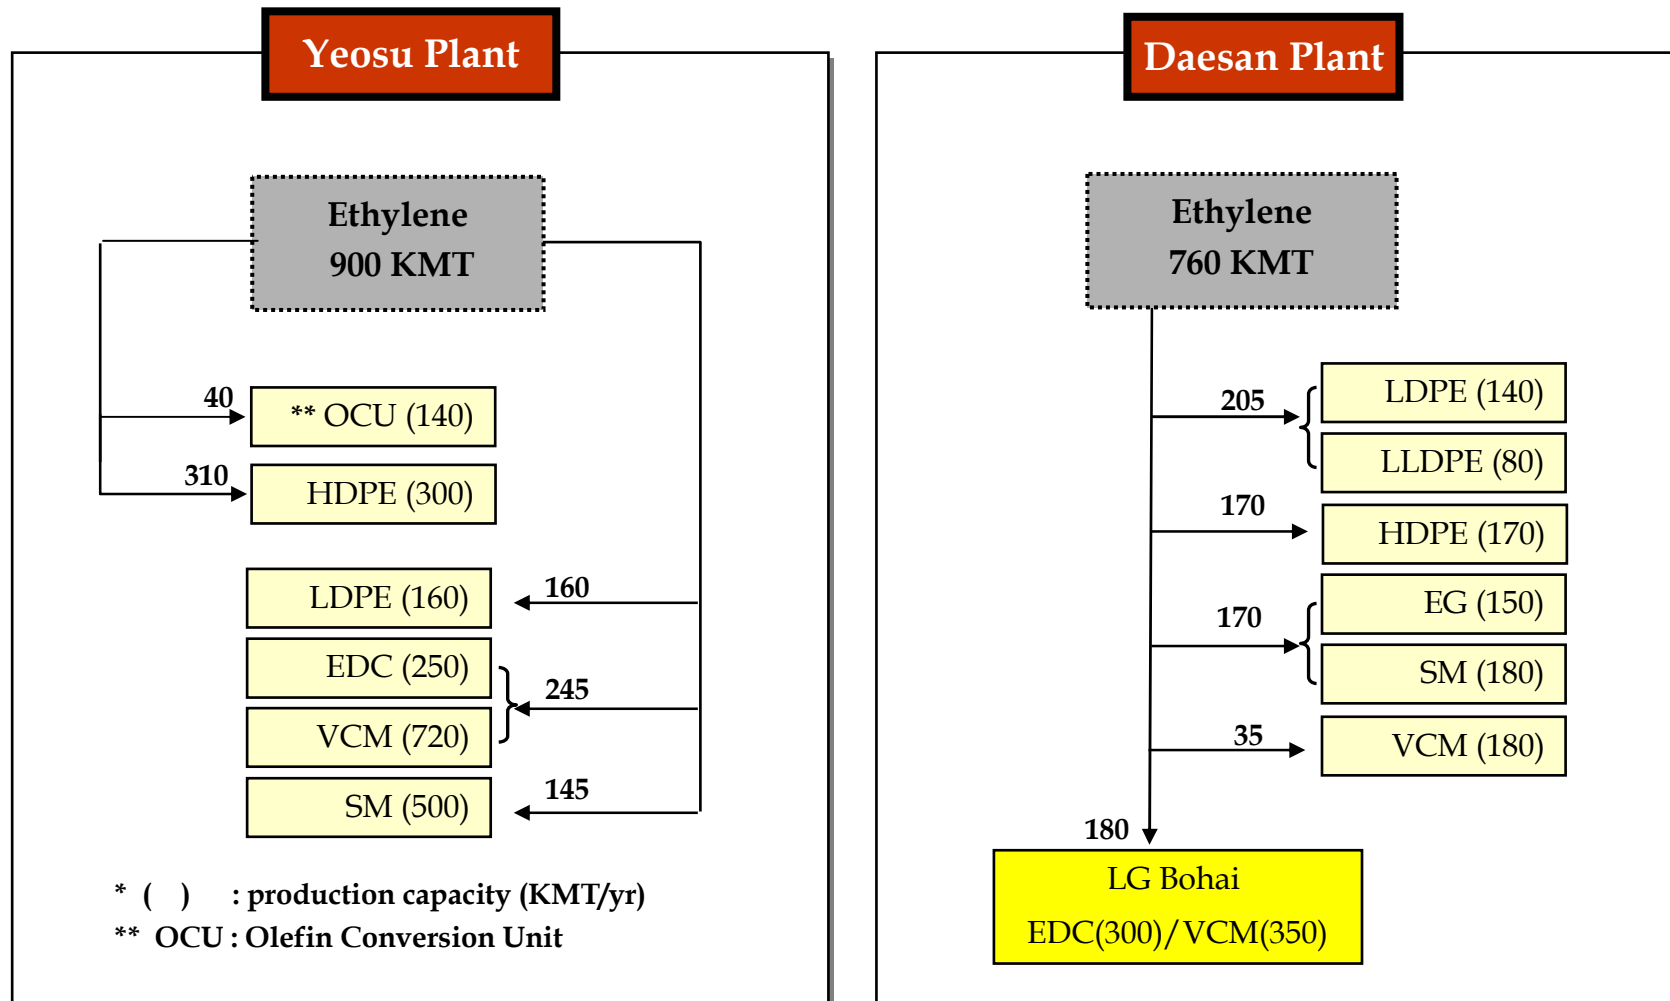 Yeosu Plant
Ethylene
900 KMT
40
** OCU (140)
310
HDPE (300)
LDPE (160)
160
EDC (250)
245
VCM (720)
SM (500)
145
* (    ) : production capacity (KMT/yr)
** OCU : Olefin Conversion Unit
Daesan Plant
Ethylene
760 KMT
205
LDPE (140)
LLDPE (80)
170
HDPE (170)
170
EG (150)
SM (180)
35
VCM (180)
180
LG Bohai
EDC(300)/VCM(350)